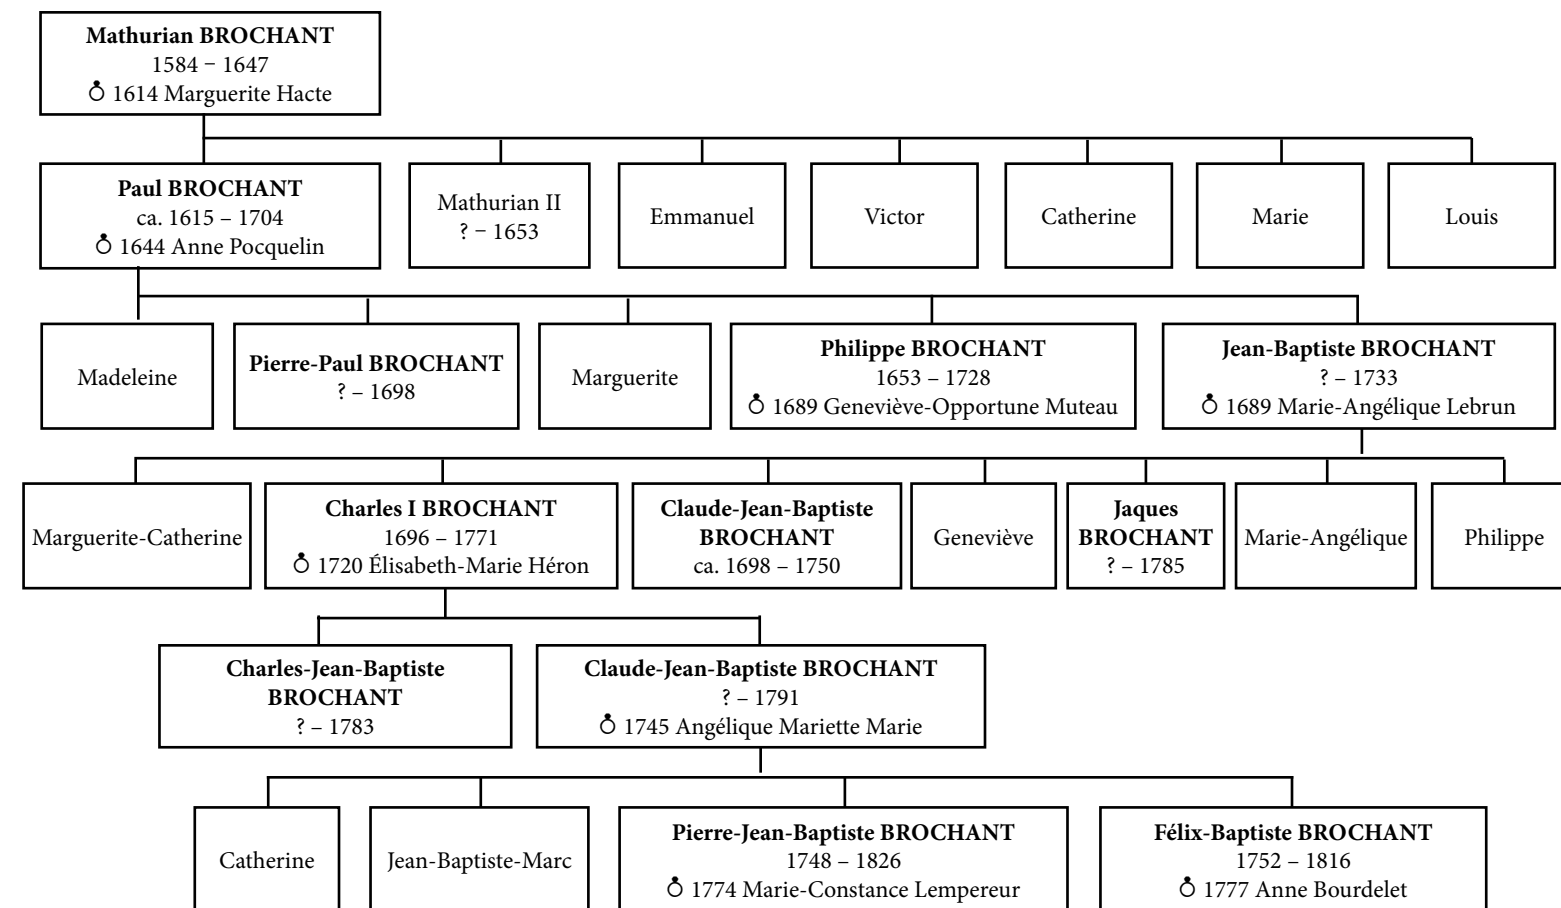 Mathurian BROCHANT
1584 – 1647
1614 Marguerite Hacte
Paul BROCHANT
ca. 1615 – 1704
1644 Anne Pocquelin
Mathurian II
? – 1653
Emmanuel
Victor
Catherine
Marie
Louis
Madeleine
Pierre-Paul BROCHANT
? – 1698
Marguerite
Philippe BROCHANT
1653 – 1728
1689 Geneviève-Opportune Muteau
Jean-Baptiste BROCHANT
? – 1733
1689 Marie-Angélique Lebrun
Marguerite-Catherine
Charles I BROCHANT
1696 – 1771
1720 Élisabeth-Marie Héron
Claude-Jean-Baptiste
BROCHANT
ca. 1698 – 1750
Geneviève
Jaques
BROCHANT
? – 1785
Marie-Angélique
Philippe
Charles-Jean-Baptiste
BROCHANT
? – 1783
Claude-Jean-Baptiste BROCHANT
? – 1791
1745 Angélique Mariette Marie
Catherine
Jean-Baptiste-Marc
Pierre-Jean-Baptiste BROCHANT
1748 – 1826
1774 Marie-Constance Lempereur
Félix-Baptiste BROCHANT
1752 – 1816
1777 Anne Bourdelet